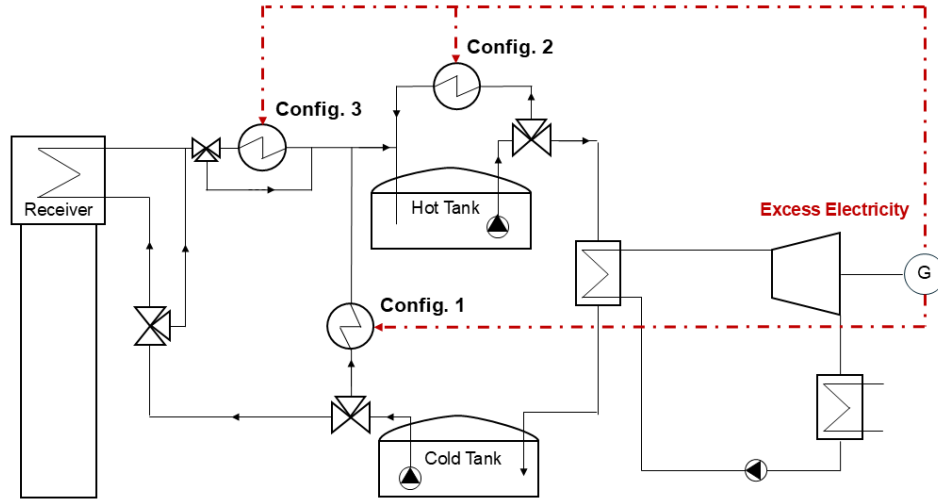 Config. 2
Config. 3
Receiver
Hot Tank
Excess Electricity
G
Config. 1
Cold Tank